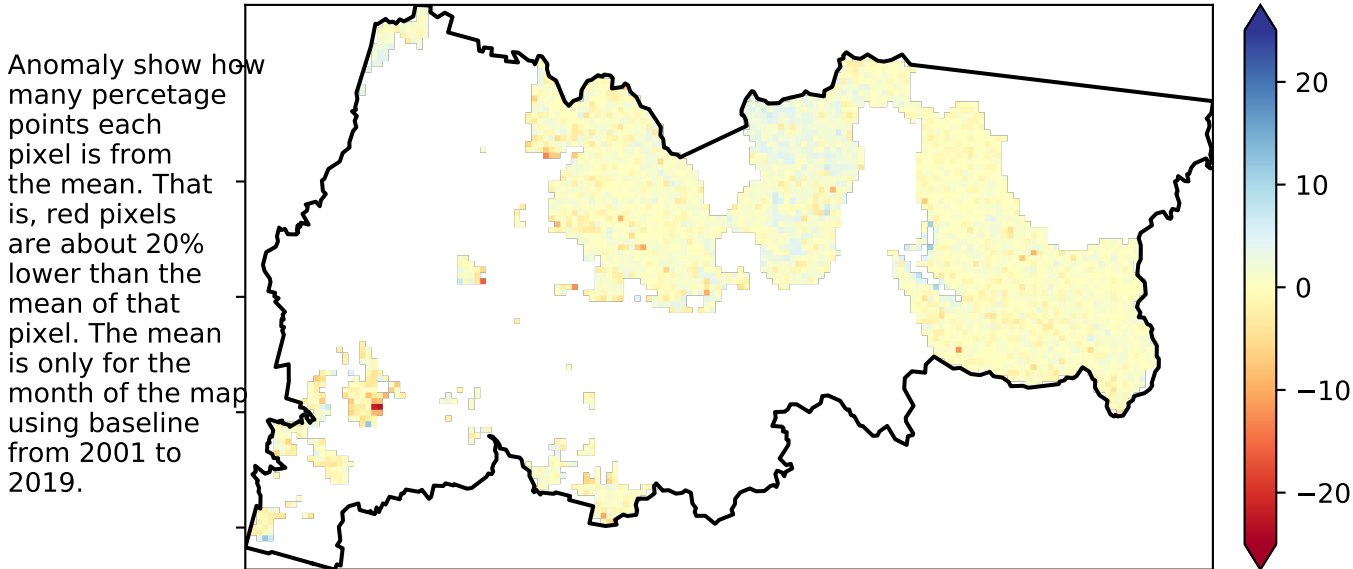 Anomaly show how
many percetage
points each
pixel is from
the mean. That
is, red pixels
are about 20%
lower than the
mean of that
pixel. The mean
is only for the
month of the map
using baseline
from 2001 to
2019.
20
10
0
−10
−20